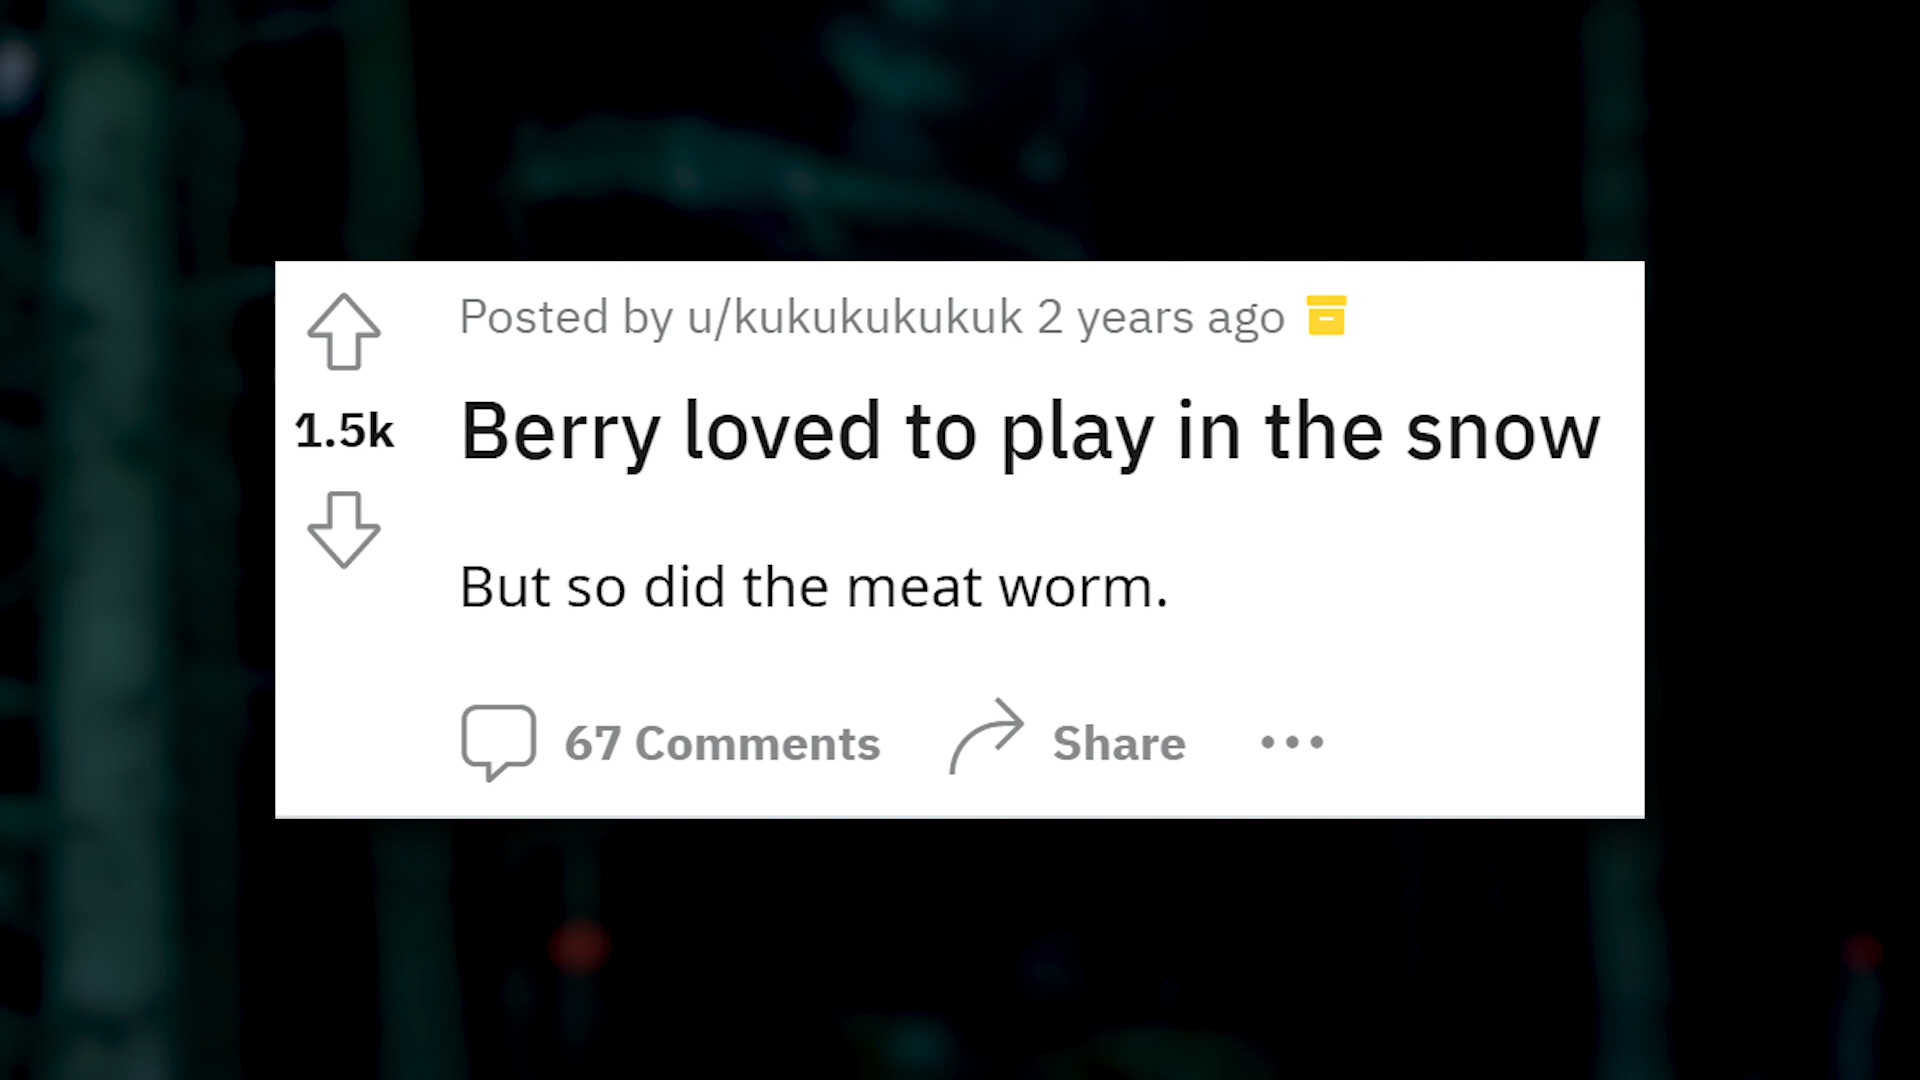 Posted by u/kukukukukuk 2 years ago
1.5k
Berry loved to play in the snow
But so did the meat worm.
67 Comments
Share